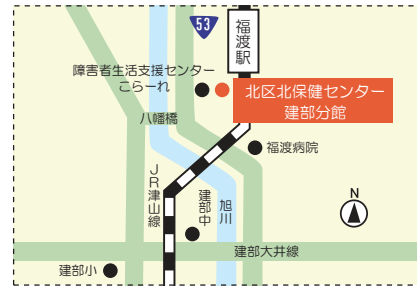 53
福渡駅
障害者生活支援センター
こらーれ
北区北保健センター
建部分館
八幡橋
福渡病院
JR津山線
建部中
旭川
N
建部大井線
建部小